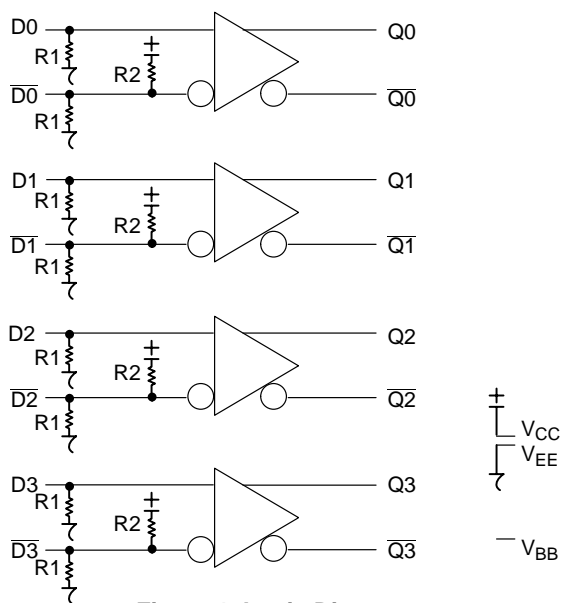 D0 Q0
R1
R2
D0 Q0
R1
D1 Q1
R1
R2
D1 Q1
R1
D2 Q2
R1
R2
D2 Q2
R1
VCC
VEE
D3 Q3
R1
R2
D3 Q3
VBB
R1